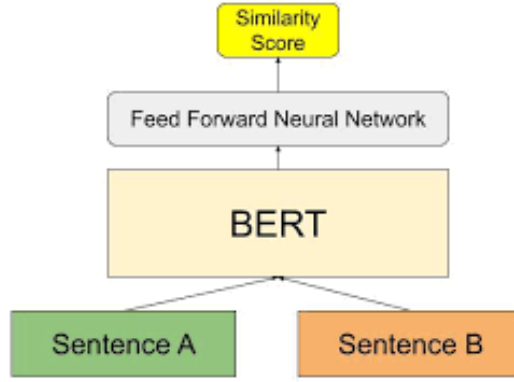 Similarity
Score
Feed Forward Neural Network
BERT
Sentence A
Sentence B